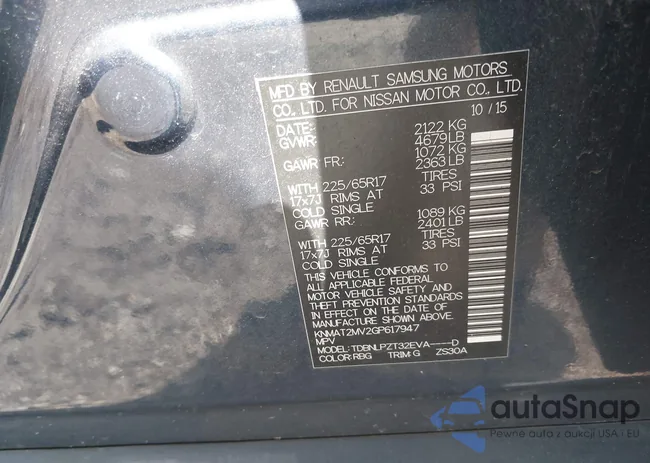 MFD BY RENAULT SAMSUNG MOTORS
CO., LTD. FOR NISSAN MOTOR CO., LTD.
DATE: 10/15
GVWR: 2122 KG
4679 LB
GAWR FR: 1072 KG
2363 LB
WITH 225/65R17 TIRES
17x7J RIMS AT 33 PSI
COLD SINGLE
GAWR RR: 1089 KG
2401 LB
WITH 225/65R17 TIRES
17x7J RIMS AT 33 PSI
COLD SINGLE
THIS VEHICLE CONFORMS TO
ALL APPLICABLE FEDERAL
MOTOR VEHICLE SAFETY AND
THEFT PREVENTION STANDARDS
IN EFFECT ON THE DATE OF
MANUFACTURE SHOWN ABOVE.
KNMAT2MV2GP617947
MPV
MODEL: TDBNLPZT32EVA----D
COLOR:RBG TRIM:G ZS30A
autaSnap
Pewne auta z aukcji USA i EU